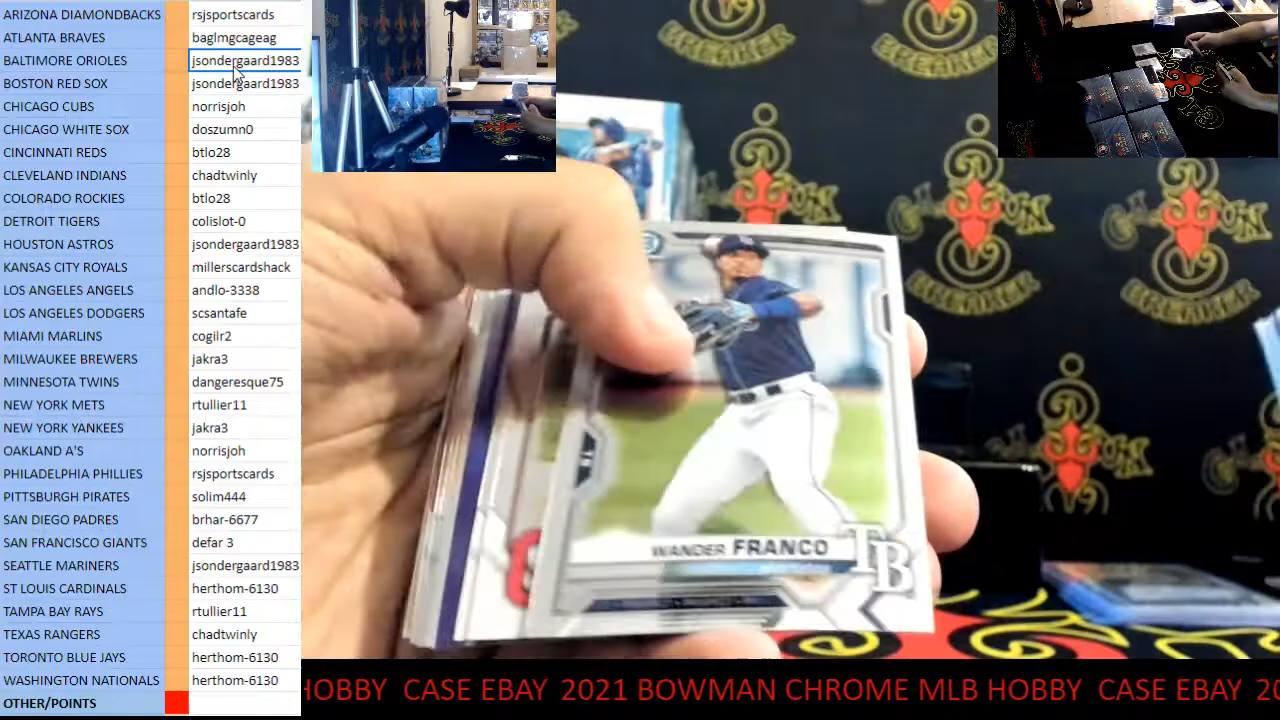 ARIZONA DIAMONDBACKS rsjsportscards
ATLANTA BRAVES baglmgcageag
BALTIMORE ORIOLES jsondergaard1983
BOSTON RED SOX jsondergaard1983
CHICAGO CUBS norrisjoh
CHICAGO WHITE SOX doszumn0
CINCINNATI REDS btlo28
CLEVELAND INDIANS chadtwinly
COLORADO ROCKIES btlo28
DETROIT TIGERS colislot-0
HOUSTON ASTROS jsondergaard1983
KANSAS CITY ROYALS millerscardshack
LOS ANGELES ANGELS andlo-3338
LOS ANGELES DODGERS scsantafe
MIAMI MARLINS cogilr2
MILWAUKEE BREWERS jakra3
MINNESOTA TWINS dangeresque75
NEW YORK METS rtullier11
NEW YORK YANKEES jakra3
OAKLAND A'S norrisjoh
PHILADELPHIA PHILLIES rsjsportscards
PITTSBURGH PIRATES solim444
SAN DIEGO PADRES brhar-6677
SAN FRANCISCO GIANTS defar 3
SEATTLE MARINERS jsondergaard1983
ST LOUIS CARDINALS herthom-6130
TAMPA BAY RAYS rtullier11
TEXAS RANGERS chadtwinly
TORONTO BLUE JAYS herthom-6130
WASHINGTON NATIONALS herthom-6130
OTHER/POINTS
BREAKER
BREAKER
BREAKER
WANDER FRANCO
TB
HOBBY CASE EBAY 2021 BOWMAN CHROME MLB HOBBY CASE EBAY 20